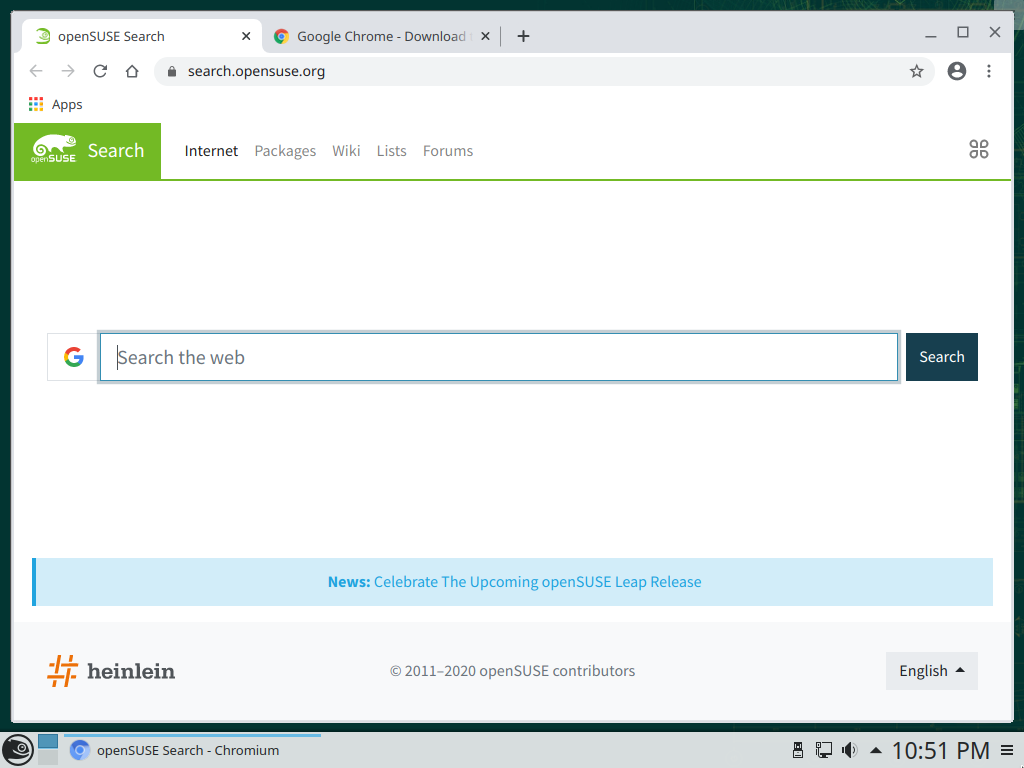 openSUSE Search
Google Chrome - Download
search.opensuse.org
Apps
openSUSE Search
Internet Packages Wiki Lists Forums
Search the web
Search
News: Celebrate The Upcoming openSUSE Leap Release
heinlein
© 2011–2020 openSUSE contributors
English
openSUSE Search - Chromium
10:51 PM